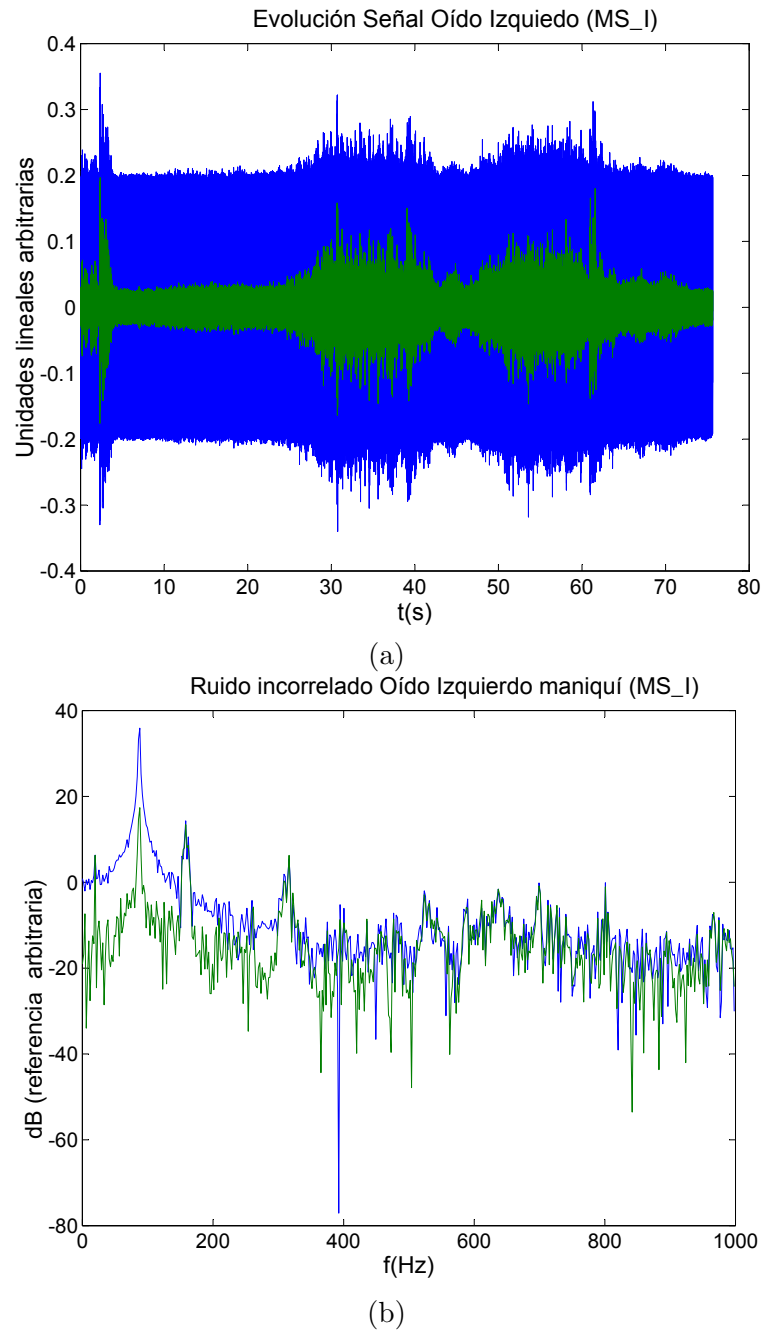 Evolución Señal Oído Izquiedo (MS_I)
0.4
0.3
0.2
0.1
0
-0.1
-0.2
-0.3
-0.4
Unidades lineales arbitrarias
0 10 20 30 40 50 60 70 80
t(s)
(a)
Ruido incorrelado Oído Izquierdo maniquí (MS_I)
40
20
0
-20
-40
-60
-80
dB (referencia arbitraria)
0 200 400 600 800 1000
f(Hz)
(b)